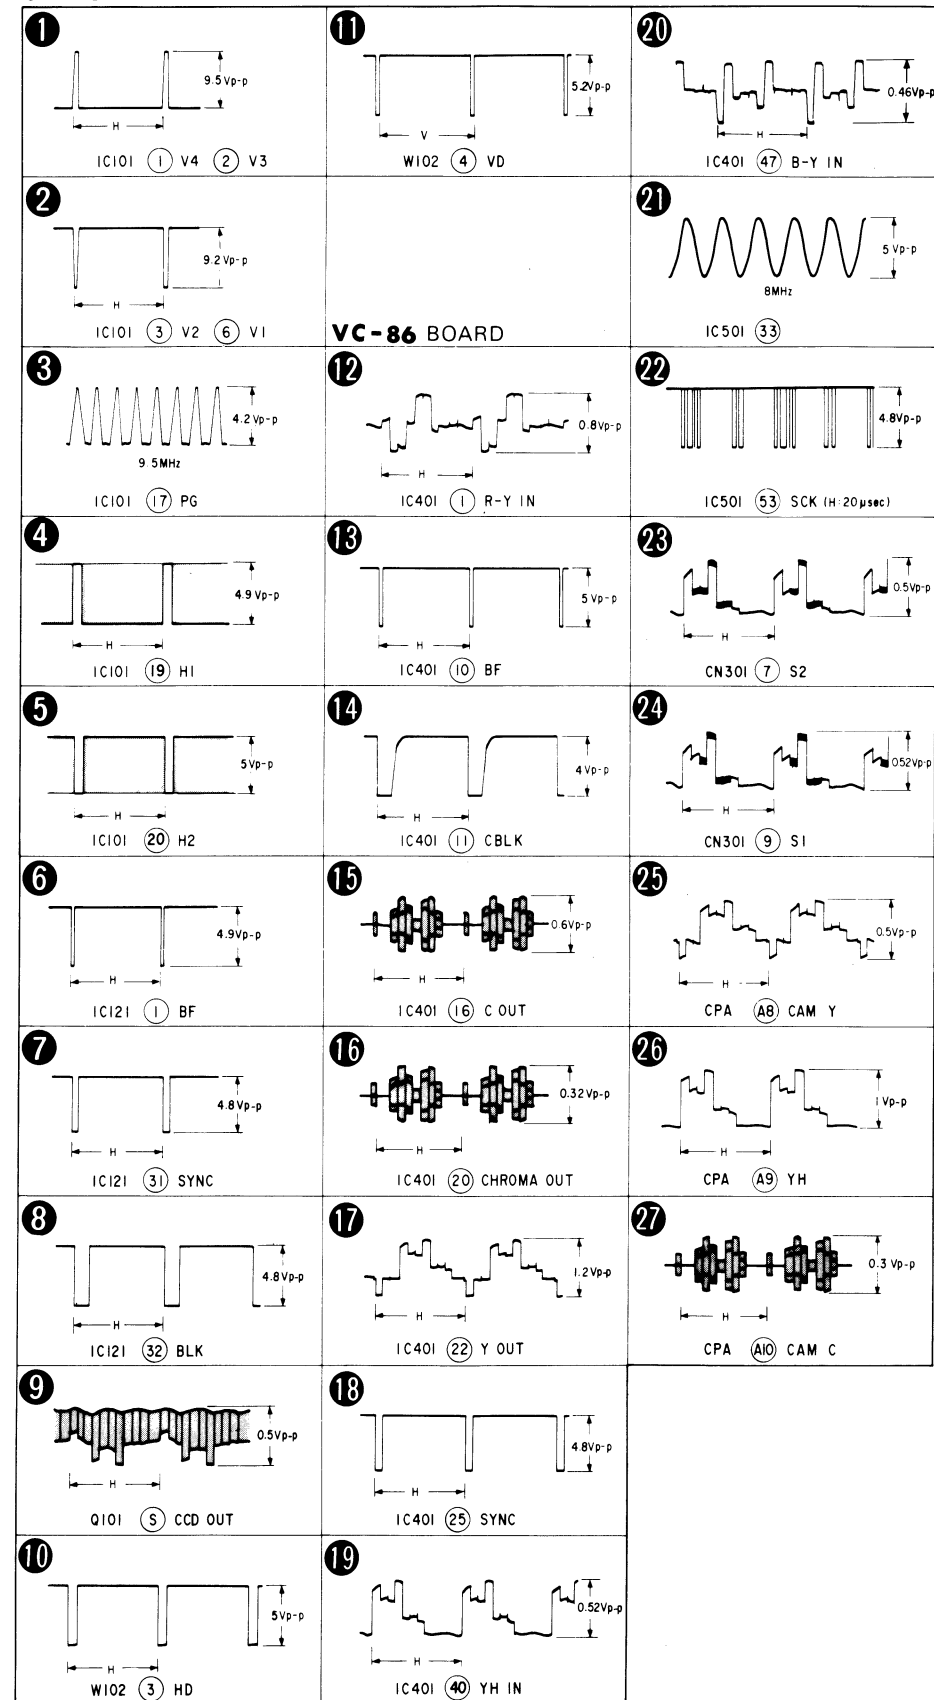 1
9.5Vp-p
H
IC101 1 V4 2 V3
2
9.2Vp-p
H
IC101 3 V2 6 V1
3
4.2Vp-p
9.5MHz
IC101 17 PG
4
4.9Vp-p
H
IC101 19 H1
5
5Vp-p
H
IC101 20 H2
6
4.9Vp-p
H
IC121 1 BF
7
4.8Vp-p
H
IC121 31 SYNC
8
4.8Vp-p
H
IC121 32 BLK
9
0.5Vp-p
H
Q101 S CCD OUT
10
5Vp-p
H
W102 3 HD
11
5.2Vp-p
V
W102 4 VD
VC-86 BOARD
12
0.8Vp-p
H
IC401 1 R-Y IN
13
5Vp-p
H
IC401 10 BF
14
4Vp-p
H
IC401 11 CBLK
15
0.6Vp-p
H
IC401 16 C OUT
16
0.32Vp-p
H
IC401 20 CHROMA OUT
17
1.2Vp-p
H
IC401 22 Y OUT
18
4.8Vp-p
H
IC401 25 SYNC
19
0.52Vp-p
H
IC401 40 YH IN
20
0.46Vp-p
H
IC401 47 B-Y IN
21
5Vp-p
8MHz
IC501 33
22
4.8Vp-p
IC501 53 SCK (H:20μsec)
23
0.5Vp-p
H
CN301 7 S2
24
0.52Vp-p
H
CN301 9 S1
25
0.5Vp-p
H
CPA A8 CAM Y
26
1Vp-p
H
CPA A9 YH
27
0.3Vp-p
H
CPA A10 CAM C